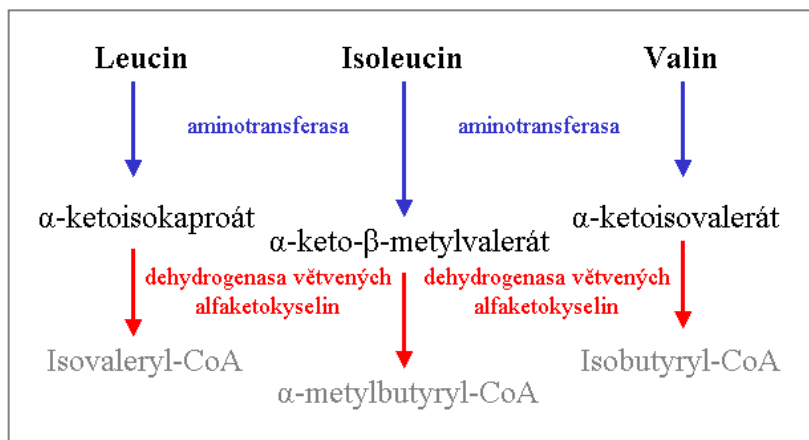 Leucin Isoleucin Valin
aminotransferasa aminotransferasa
α-ketoisokaproát α-keto-β-metylvalerát α-ketoisovalerát
dehydrogenasa větvených dehydrogenasa větvených
alfaketokyselin alfaketokyselin
Isovaleryl-CoA α-metylbutyryl-CoA Isobutyryl-CoA